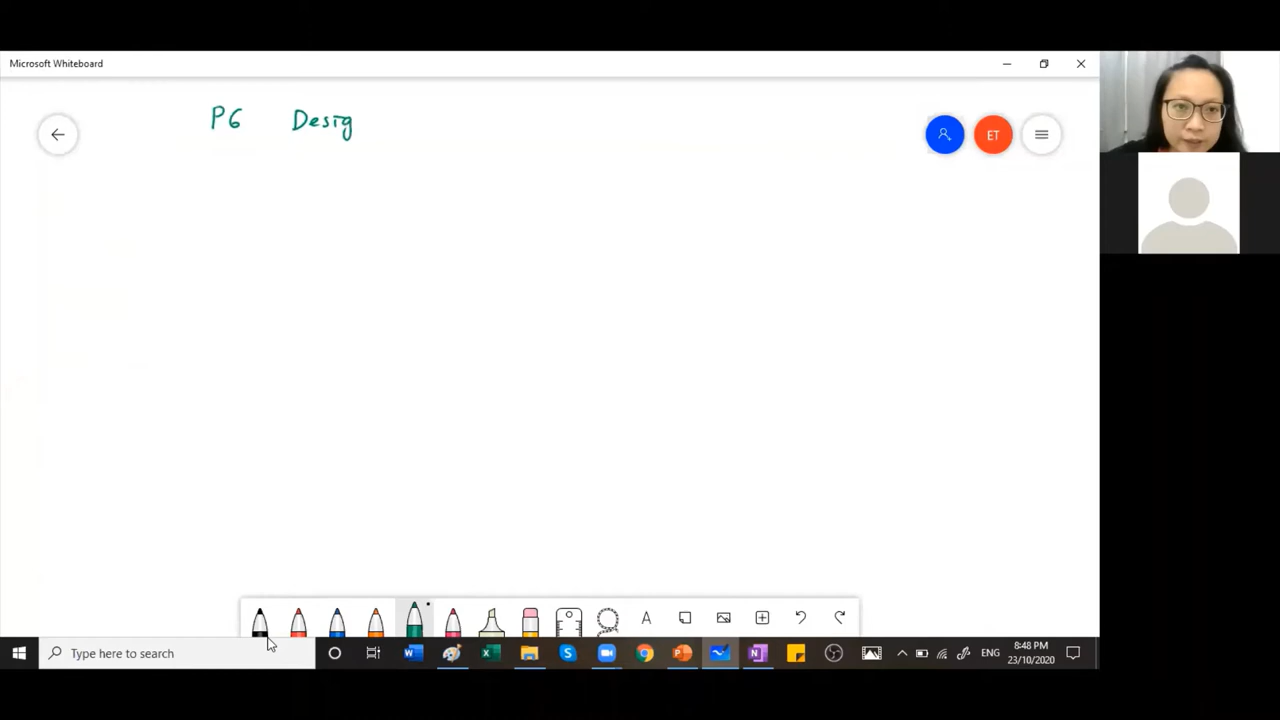 Microsoft Whiteboard
P6 Desig
ET
A
Type here to search
ENG
8:48 PM
23/10/2020